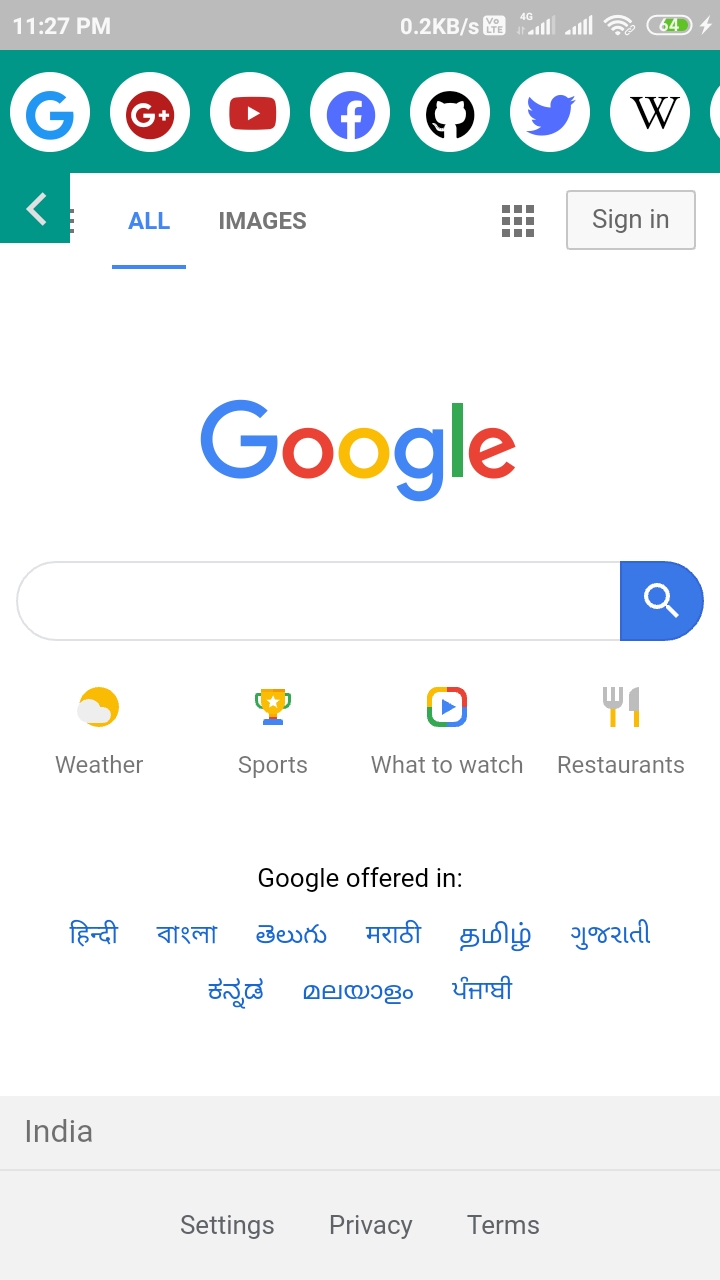 11:27 PM 0.2KB/s Vo LTE 4G 64
G G+ W
ALL IMAGES Sign in
Google
Weather Sports What to watch Restaurants
Google offered in:
हिन्दी বাংলা తెలుగు मराठी தமிழ் ગુજરાતી
ಕನ್ನಡ മലയാളം ਪੰਜਾਬੀ
India
Settings Privacy Terms